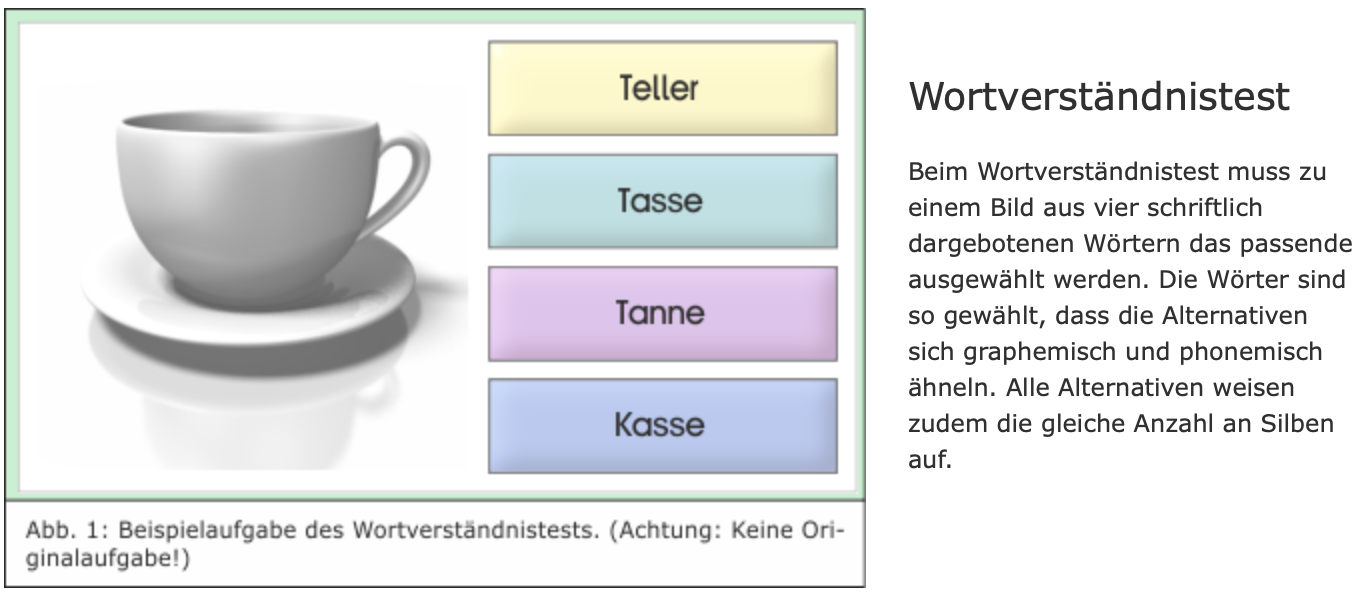 Teller
Tasse
Tanne
Kasse
Abb. 1: Beispielaufgabe des Wortverständnistests. (Achtung: Keine Ori-
ginalaufgabe!)
Wortverständnistest
Beim Wortverständnistest muss zu
einem Bild aus vier schriftlich
dargebotenen Wörtern das passende
ausgewählt werden. Die Wörter sind
so gewählt, dass die Alternativen
sich graphemisch und phonemisch
ähneln. Alle Alternativen weisen
zudem die gleiche Anzahl an Silben
auf.